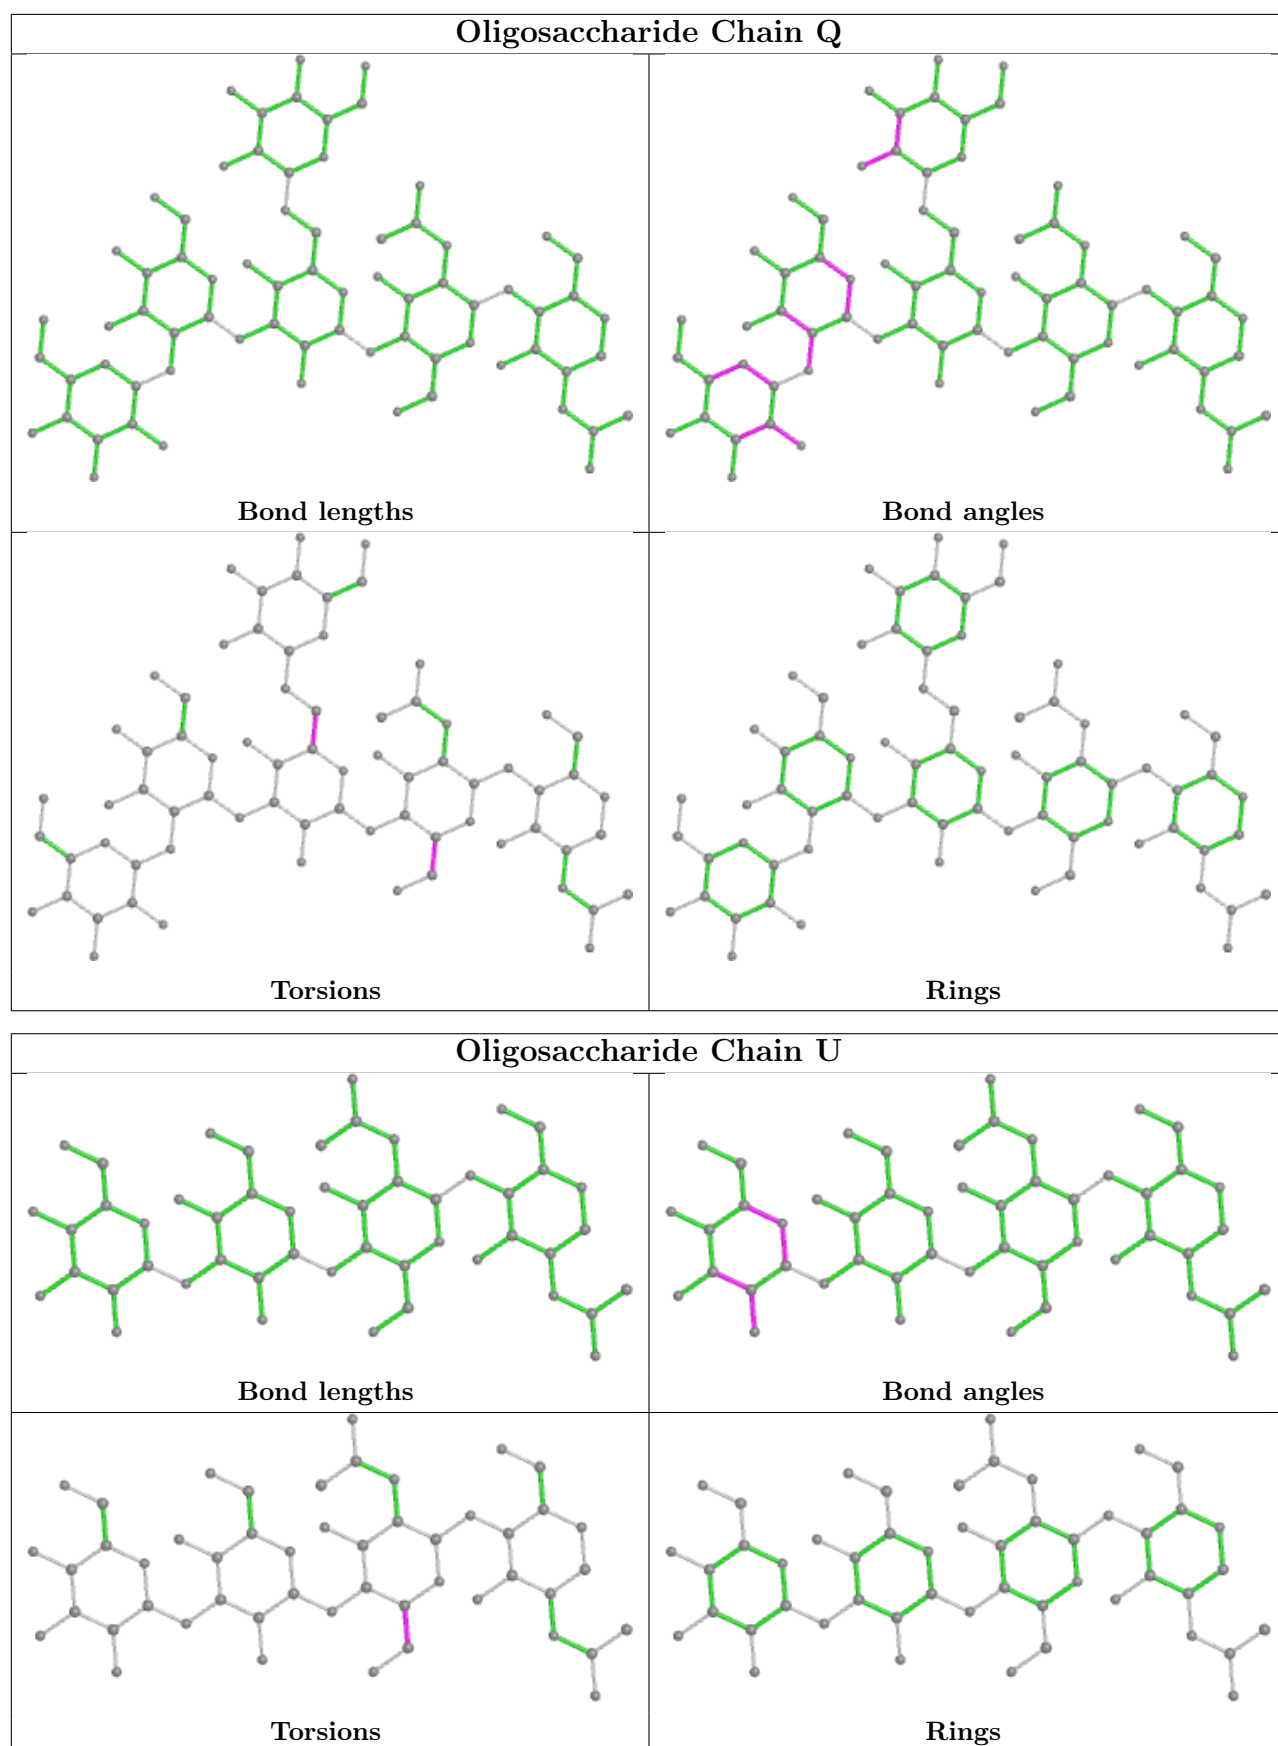 Oligosaccharide Chain Q
Bond lengths
Bond angles
Torsions
Rings
Oligosaccharide Chain U
Bond lengths
Bond angles
Torsions
Rings